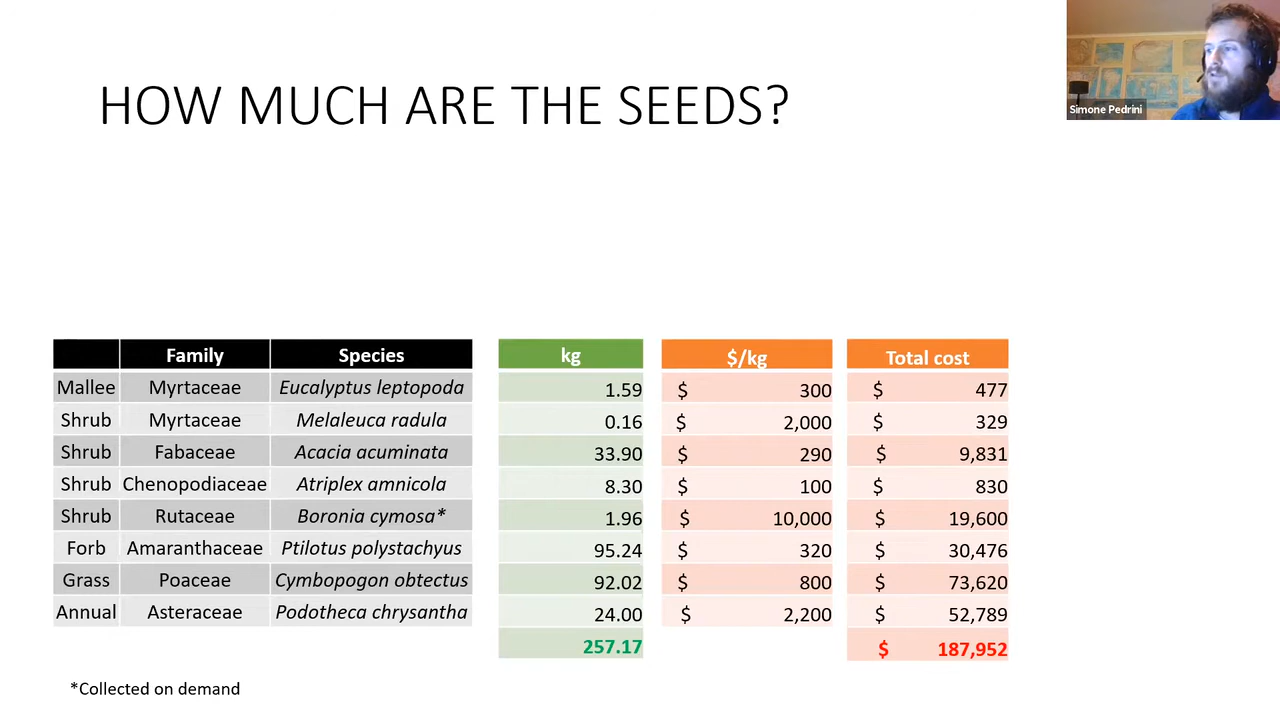 Simone Pedrini
HOW MUCH ARE THE SEEDS?
Family Species kg $/kg Total cost
Mallee Myrtaceae Eucalyptus leptopoda 1.59 $ 300 $ 477
Shrub Myrtaceae Melaleuca radula 0.16 $ 2,000 $ 329
Shrub Fabaceae Acacia acuminata 33.90 $ 290 $ 9,831
Shrub Chenopodiaceae Atriplex amnicola 8.30 $ 100 $ 830
Shrub Rutaceae Boronia cymosa* 1.96 $ 10,000 $ 19,600
Forb Amaranthaceae Ptilotus polystachyus 95.24 $ 320 $ 30,476
Grass Poaceae Cymbopogon obtectus 92.02 $ 800 $ 73,620
Annual Asteraceae Podotheca chrysantha 24.00 $ 2,200 $ 52,789
257.17 $ 187,952
*Collected on demand